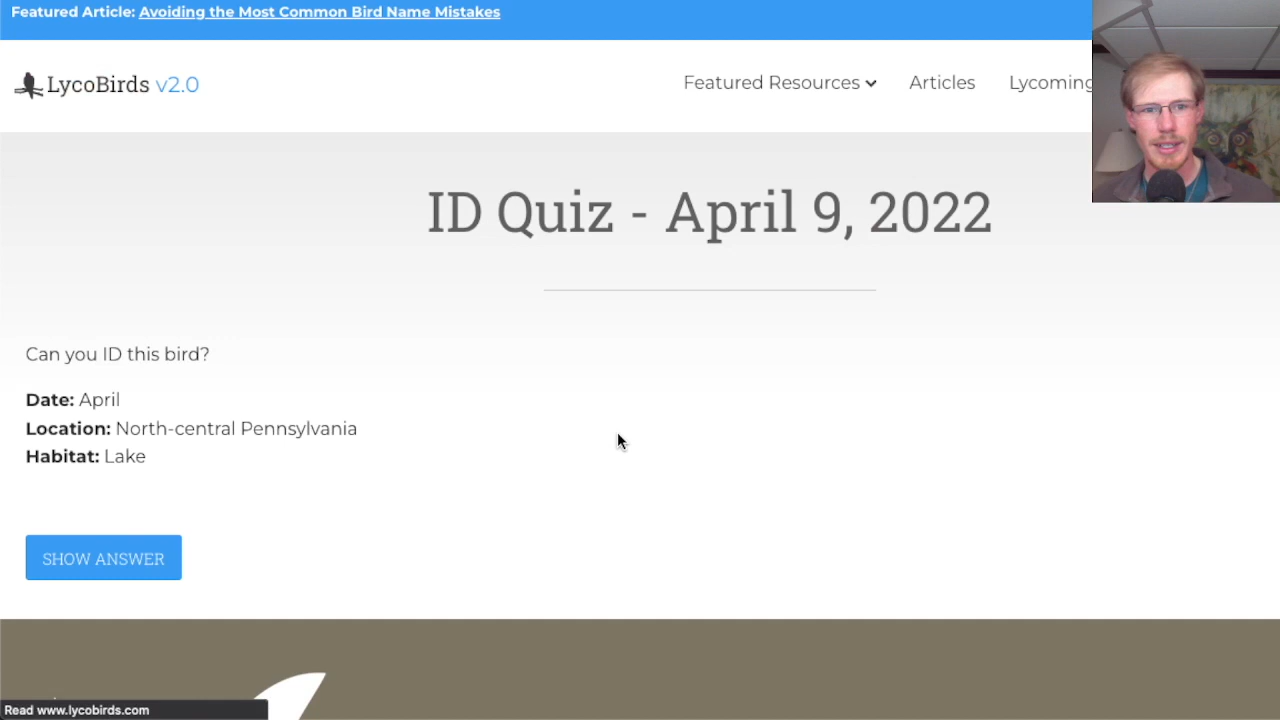 Featured Article: Avoiding the Most Common Bird Name Mistakes
LycoBirds v2.0
Featured Resources
Articles
Lycoming
ID Quiz - April 9, 2022
Can you ID this bird?
Date: April
Location: North-central Pennsylvania
Habitat: Lake
SHOW ANSWER
Read www.lycobirds.com